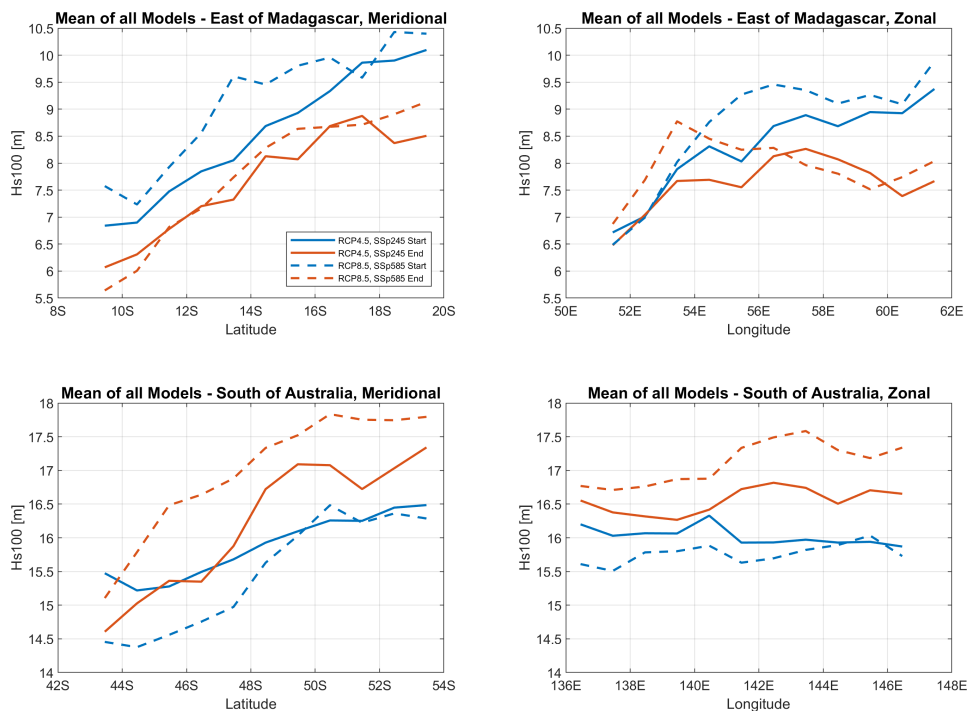 Mean of all Models - East of Madagascar, Meridional
10.5
10
9.5
9
8.5
8
7.5
7
6.5
6
5.5
Hs100 [m]
8S 10S 12S 14S 16S 18S 20S
Latitude
RCP4.5, SSp245 Start
RCP4.5, SSp245 End
RCP8.5, SSp585 Start
RCP8.5, SSp585 End
Mean of all Models - East of Madagascar, Zonal
10.5
10
9.5
9
8.5
8
7.5
7
6.5
6
5.5
Hs100 [m]
50E 52E 54E 56E 58E 60E 62E
Longitude
Mean of all Models - South of Australia, Meridional
18
17.5
17
16.5
16
15.5
15
14.5
14
Hs100 [m]
42S 44S 46S 48S 50S 52S 54S
Latitude
Mean of all Models - South of Australia, Zonal
18
17.5
17
16.5
16
15.5
15
14.5
14
Hs100 [m]
136E 138E 140E 142E 144E 146E 148E
Longitude